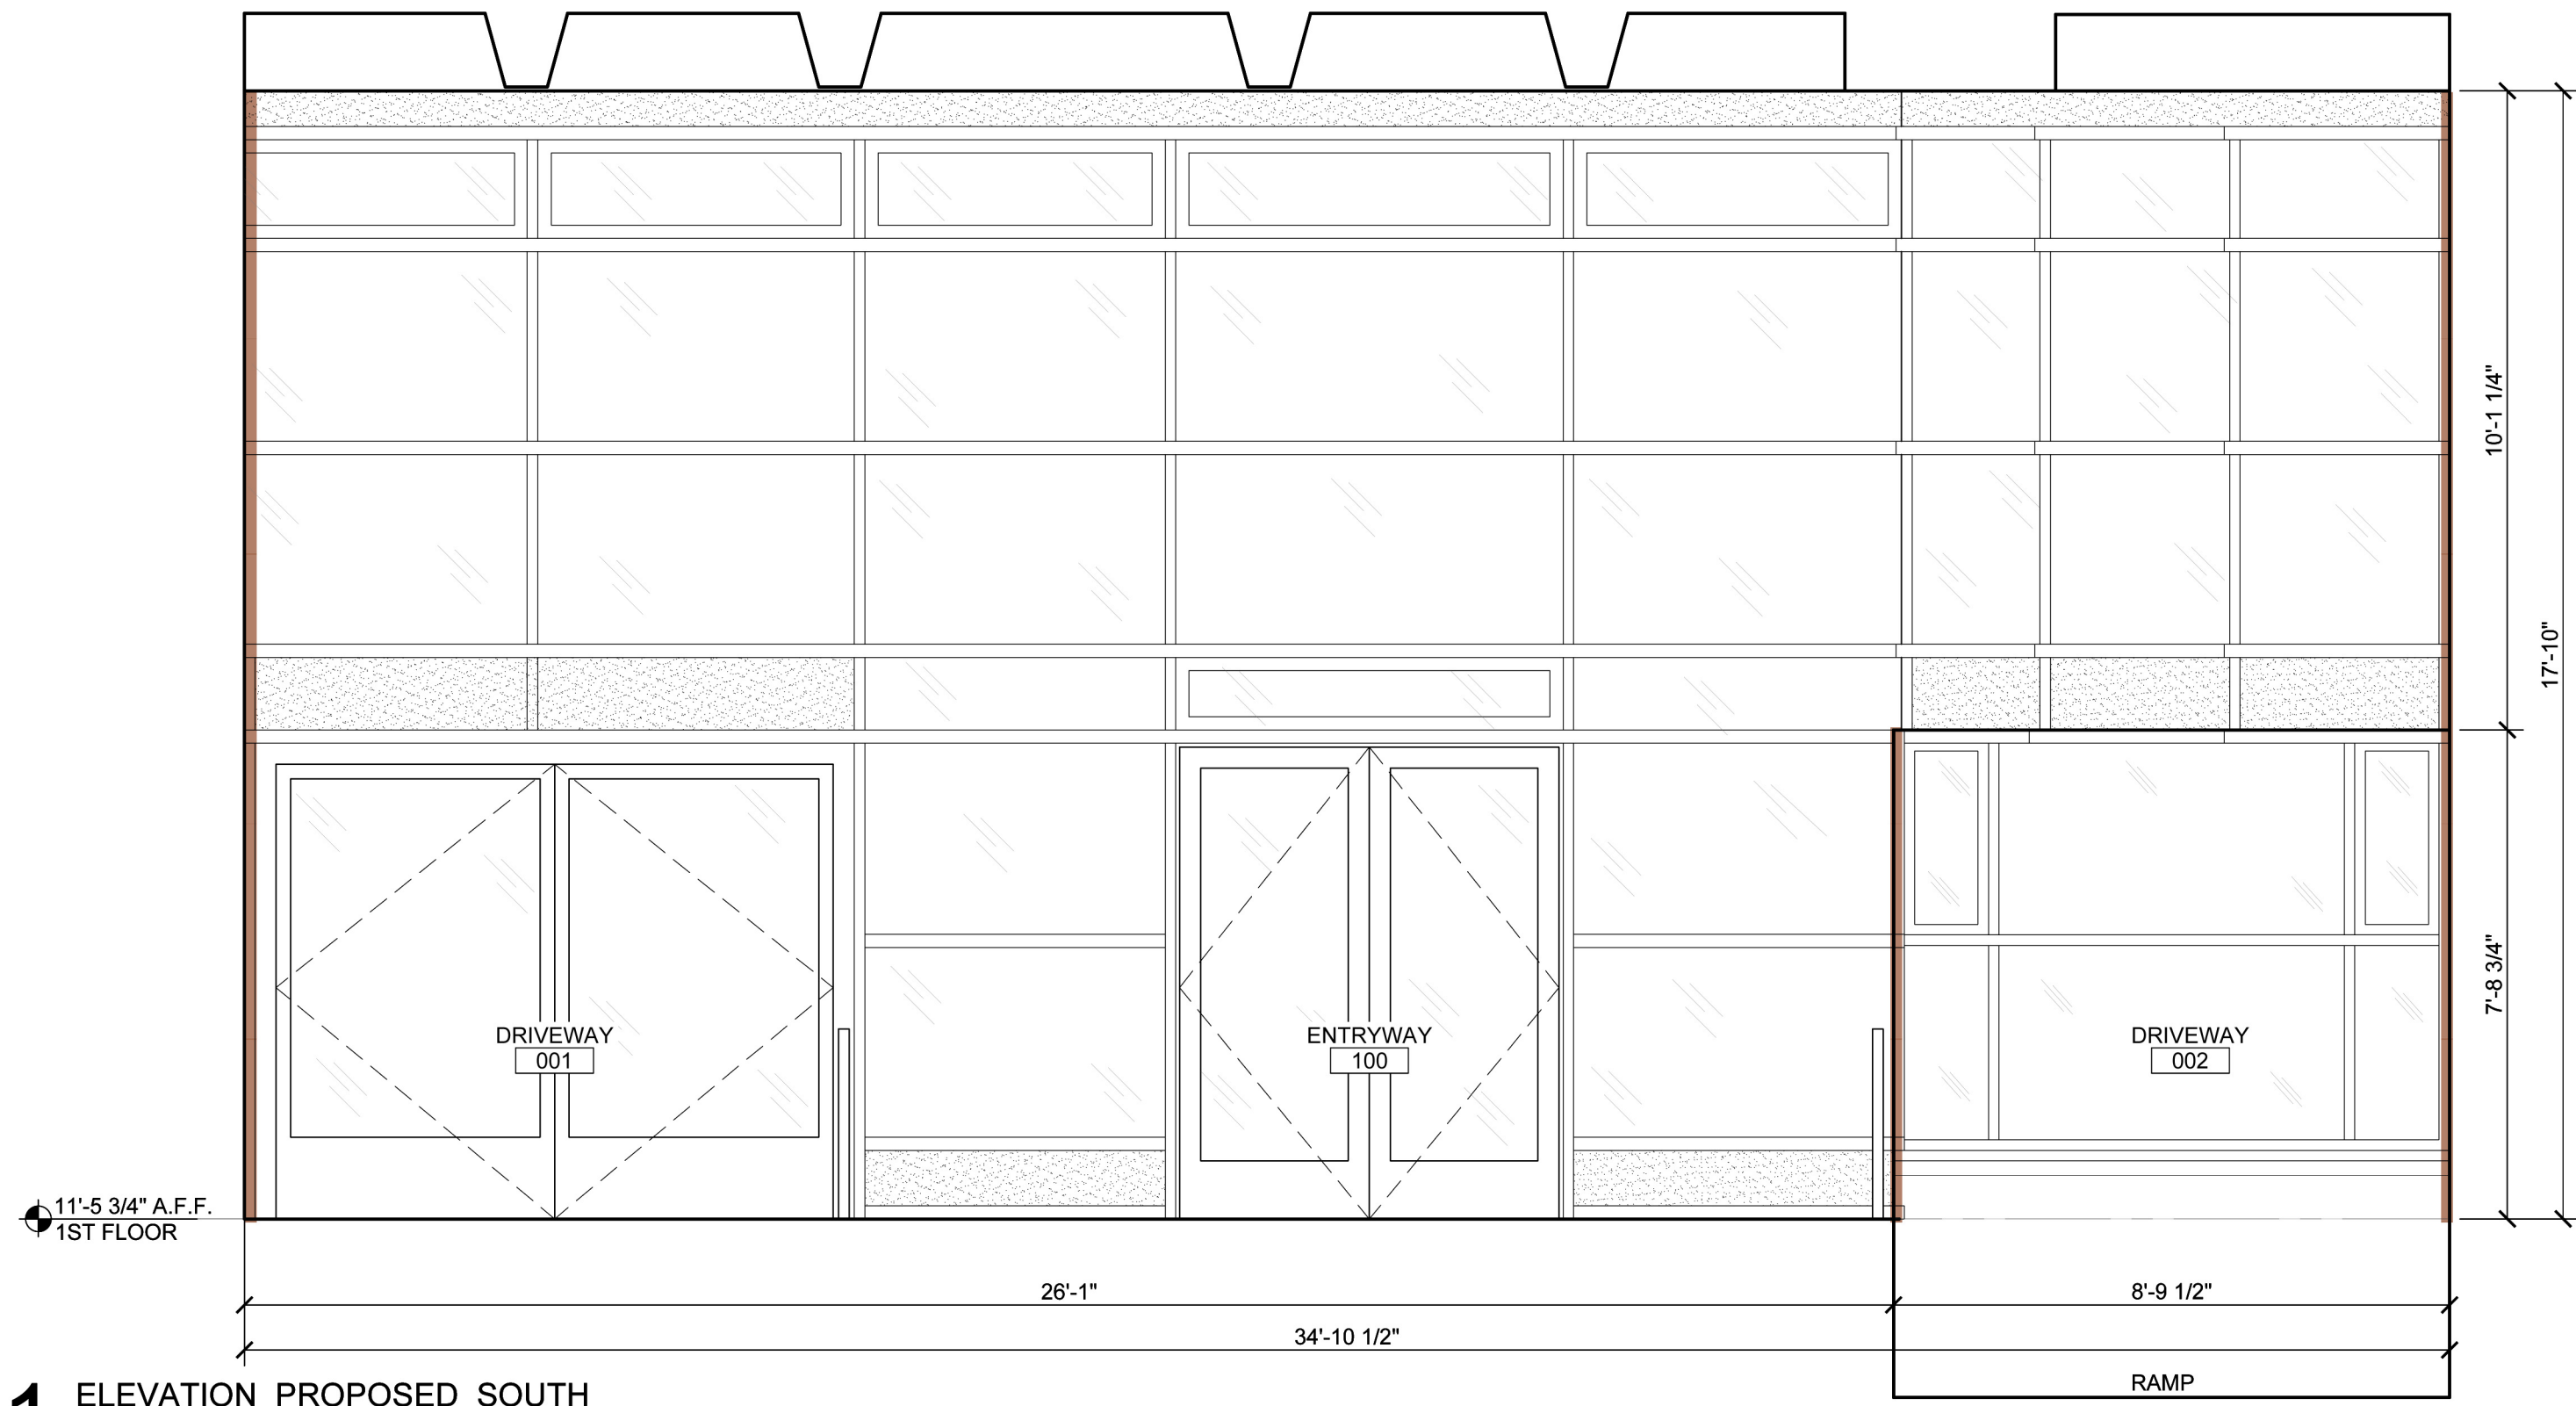 10'-1 1/4"
17'-10"
7'-8 3/4"
DRIVEWAY
001
ENTRYWAY
100
DRIVEWAY
002
11'-5 3/4" A.F.F.
1ST FLOOR
26'-1"
8'-9 1/2"
34'-10 1/2"
RAMP
1 ELEVATION PROPOSED SOUTH